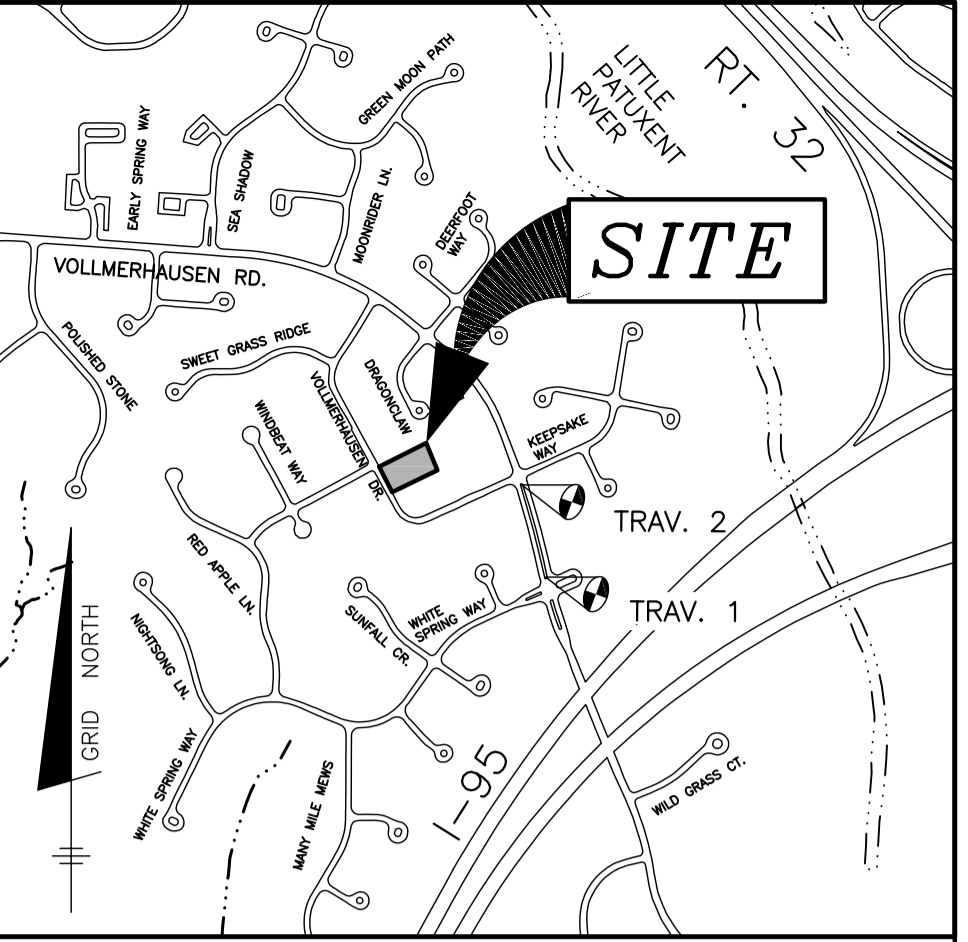 GREEN MOON PATH
LITTLE
PATUXENT
RIVER
RT. 32
EARLY SPRING WAY
SEA SHADOW
MOONRIDER LN.
DEERFOOT
WAY
SITE
VOLLMERHAUSEN RD.
POLISHED STONE
SWEET GRASS RIDGE
DRAGONCLAW
VOLLMERHAUSEN DR.
WINDBEAT WAY
KEEPSAKE
WAY
TRAV. 2
RED APPLE LN.
TRAV. 1
WHITE
SPRING WAY
SUNFALL CR.
NIGHTSONG LN.
GRID NORTH
WHITE SPRING WAY
I-95
MANY MILE MEWS
WILD GRASS CT.